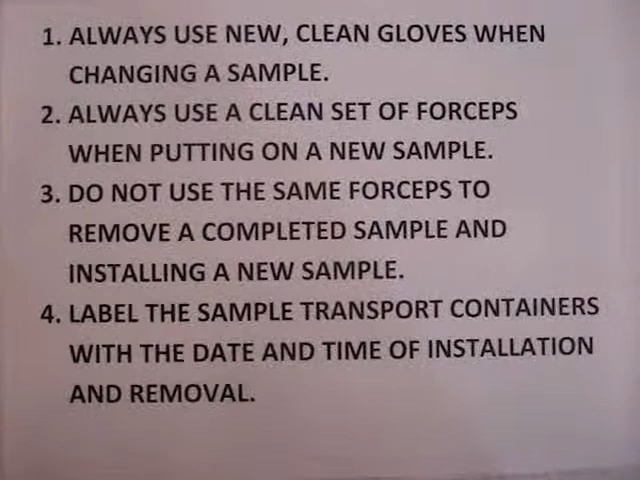 1. ALWAYS USE NEW, CLEAN GLOVES WHEN
CHANGING A SAMPLE.
2. ALWAYS USE A CLEAN SET OF FORCEPS
WHEN PUTTING ON A NEW SAMPLE.
3. DO NOT USE THE SAME FORCEPS TO
REMOVE A COMPLETED SAMPLE AND
INSTALLING A NEW SAMPLE.
4. LABEL THE SAMPLE TRANSPORT CONTAINERS
WITH THE DATE AND TIME OF INSTALLATION
AND REMOVAL.